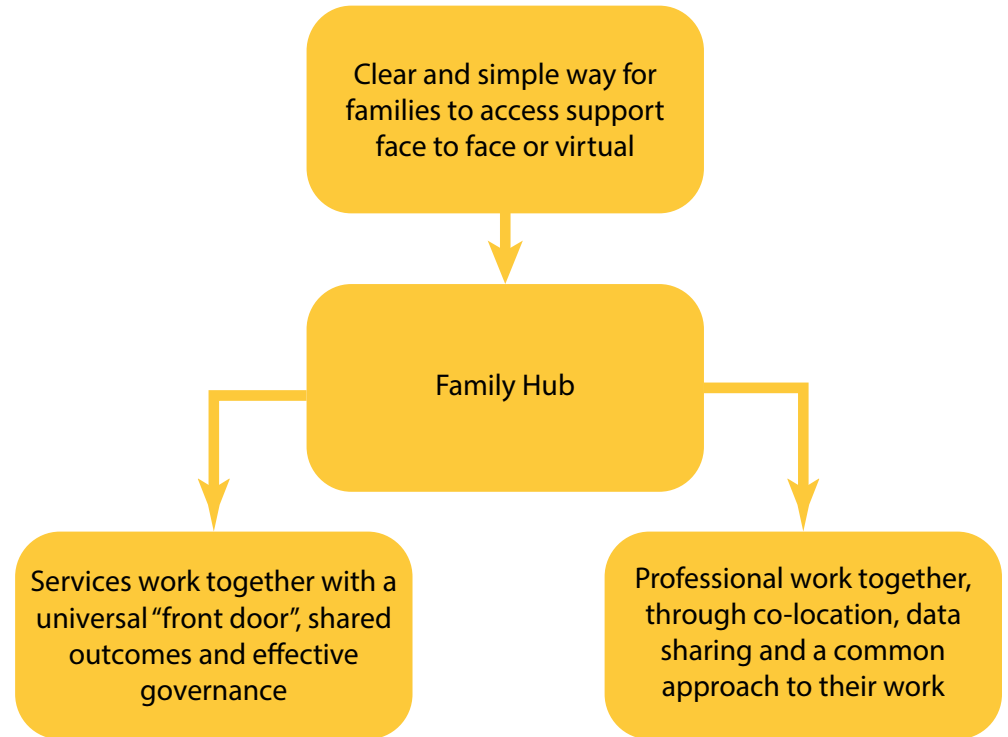 Clear and simple way for
families to access support
face to face or virtual
Family Hub
Services work together with a
universal “front door”, shared
outcomes and effective
governance
Professional work together,
through co-location, data
sharing and a common
approach to their work